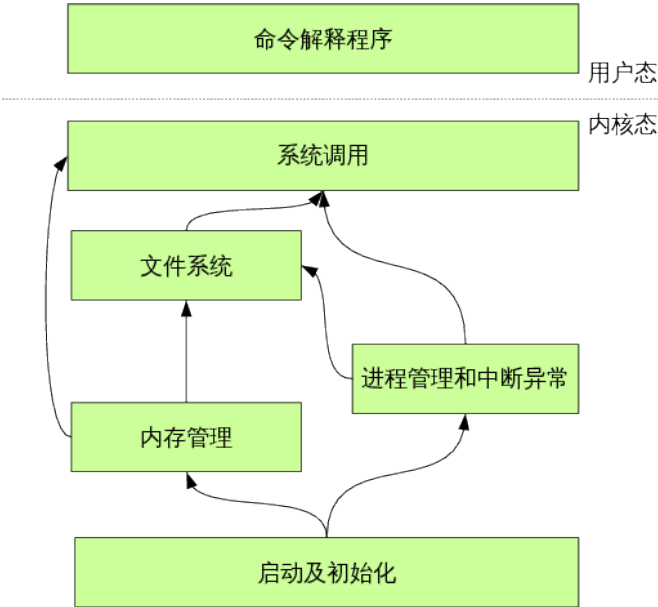 命令解释程序
用户态
内核态
系统调用
文件系统
进程管理和中断异常
内存管理
启动及初始化